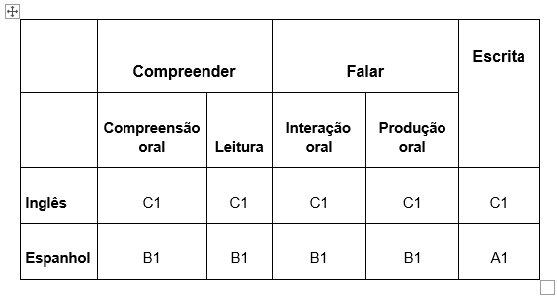 Compreender Falar Escrita
Compreensão oral Leitura Interação oral Produção oral
Inglês C1 C1 C1 C1 C1
Espanhol B1 B1 B1 B1 A1